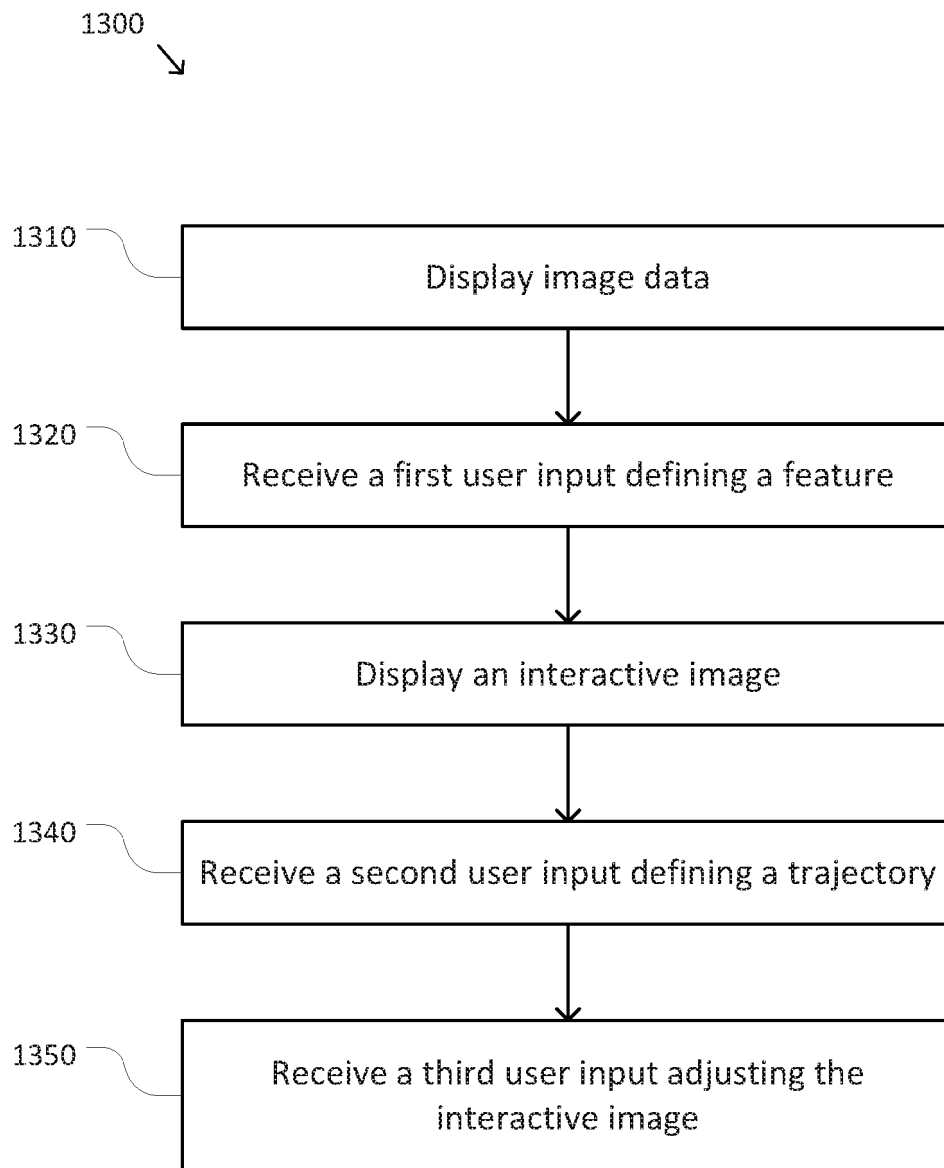 1300
1310
Display image data
1320
Receive a first user input defining a feature
1330
Display an interactive image
1340
Receive a second user input defining a trajectory
1350
Receive a third user input adjusting the
interactive image